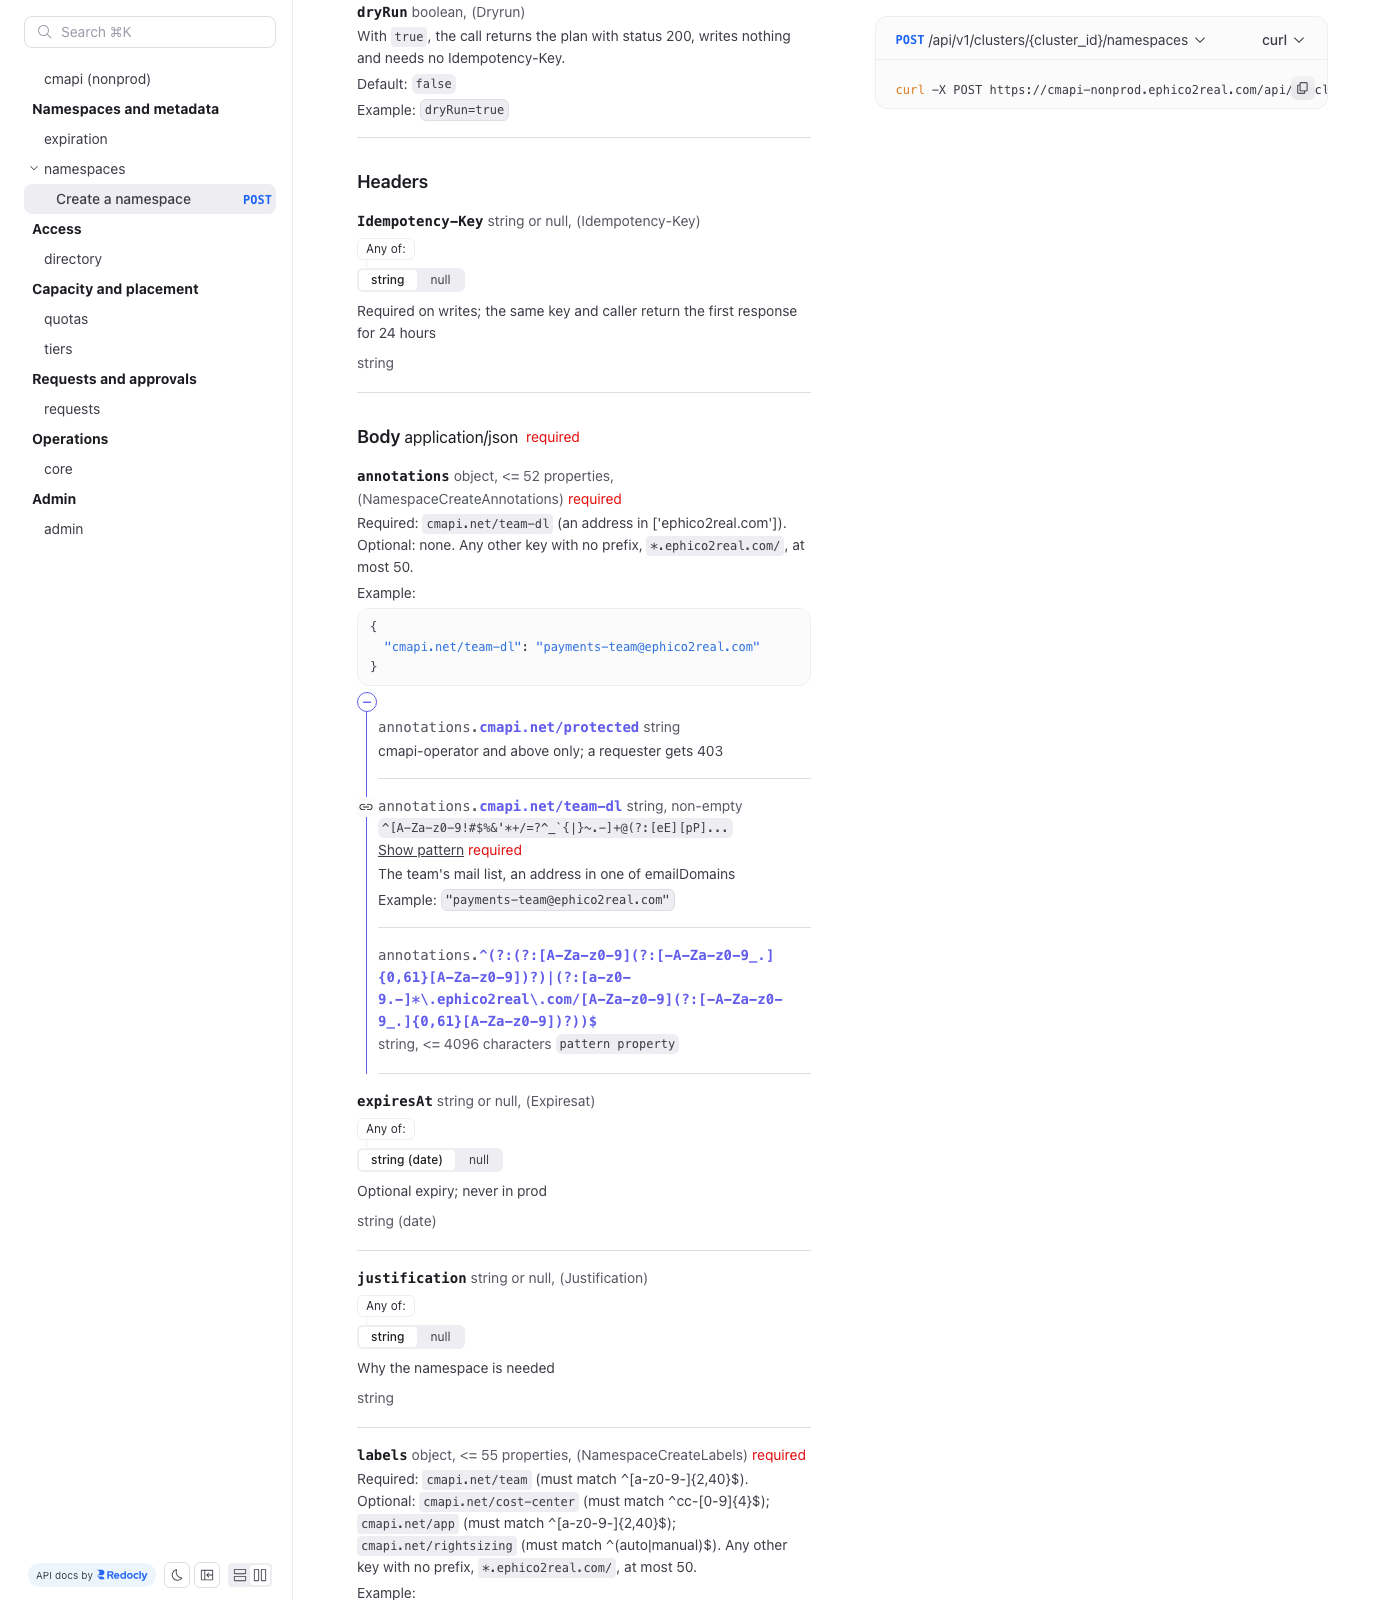 Search ⌘K
cmapi (nonprod)
Namespaces and metadata
expiration
namespaces
Create a namespace POST
Access
directory
Capacity and placement
quotas
tiers
Requests and approvals
requests
Operations
core
Admin
admin
API docs by Redocly
dryRun boolean, (Dryrun)
With true, the call returns the plan with status 200, writes nothing
and needs no Idempotency-Key.
Default: false
Example: dryRun=true
Headers
Idempotency-Key string or null, (Idempotency-Key)
Any of:
string null
Required on writes; the same key and caller return the first response
for 24 hours
string
Body application/json required
annotations object, <= 52 properties,
(NamespaceCreateAnnotations) required
Required: cmapi.net/team-dl (an address in ['ephico2real.com']).
Optional: none. Any other key with no prefix, *.ephico2real.com/, at
most 50.
Example:
{
"cmapi.net/team-dl": "payments-team@ephico2real.com"
}
annotations.cmapi.net/protected string
cmapi-operator and above only; a requester gets 403
annotations.cmapi.net/team-dl string, non-empty
^[A-Za-z0-9!#$%&'*+/=?^_`{|}~.-]+@(?:[eE][pP]...
Show pattern required
The team's mail list, an address in one of emailDomains
Example: "payments-team@ephico2real.com"
annotations.^(?:(?:[A-Za-z0-9](?:[-A-Za-z0-9_.]
{0,61}[A-Za-z0-9])?)|(?:[a-z0-
9.-]*\.ephico2real\.com/[A-Za-z0-9](?:[-A-Za-z0-
9_.]{0,61}[A-Za-z0-9])?))$
string, <= 4096 characters pattern property
expiresAt string or null, (Expiresat)
Any of:
string (date) null
Optional expiry; never in prod
string (date)
justification string or null, (Justification)
Any of:
string null
Why the namespace is needed
string
labels object, <= 55 properties, (NamespaceCreateLabels) required
Required: cmapi.net/team (must match ^[a-z0-9-]{2,40}$).
Optional: cmapi.net/cost-center (must match ^cc-[0-9]{4}$);
cmapi.net/app (must match ^[a-z0-9-]{2,40}$);
cmapi.net/rightsizing (must match ^(auto|manual)$). Any other
key with no prefix, *.ephico2real.com/, at most 50.
Example:
POST /api/v1/clusters/{cluster_id}/namespaces curl
curl -X POST https://cmapi-nonprod.ephico2real.com/api/ cl